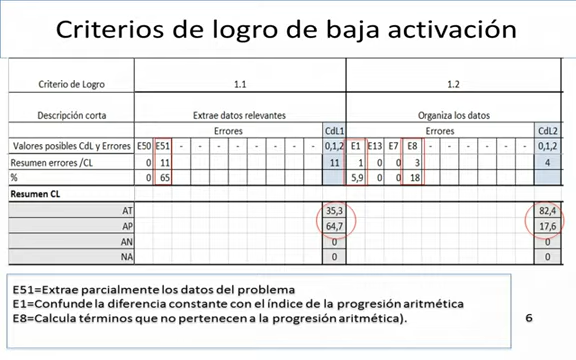 Criterios de logro de baja activación
Criterio de Logro 1.1 1.2
Descripción corta Extrae datos relevantes Organiza los datos
Errores CdL1 Errores CdL2
Valores posibles CdL y Errores E50 E51 - - - - - - - 0,1,2 E1 E13 E7 E8 - - - - - 0,1,2
Resumen errores /CL 0 11 11 1 0 0 3 4
% 0 65 5,9 0 0 18
Resumen CL
AT 35,3 82,4
AP 64,7 17,6
AN 0 0
NA 0 0
E51=Extrae parcialmente los datos del problema
E1=Confunde la diferencia constante con el índice de la progresión aritmética
E8=Calcula términos que no pertenecen a la progresión aritmética).
6